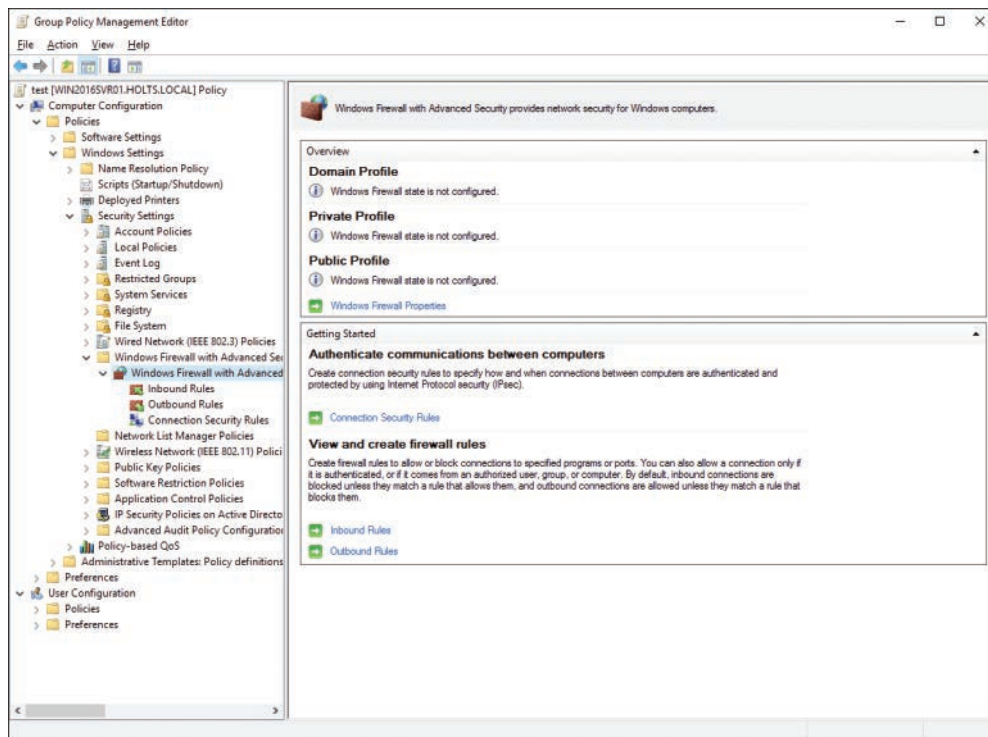 Group Policy Management Editor
File Action View Help
test [WIN2016SVR01.HOLTS.LOCAL] Policy
Computer Configuration
Policies
Software Settings
Windows Settings
Name Resolution Policy
Scripts (Startup/Shutdown)
Deployed Printers
Security Settings
Account Policies
Local Policies
Event Log
Restricted Groups
System Services
Registry
File System
Wired Network (IEEE 802.3) Policies
Windows Firewall with Advanced Sec
Windows Firewall with Advanced
Inbound Rules
Outbound Rules
Connection Security Rules
Network List Manager Policies
Wireless Network (IEEE 802.11) Polici
Public Key Policies
Software Restriction Policies
Application Control Policies
IP Security Policies on Active Directo
Advanced Audit Policy Configuration
Policy-based QoS
Administrative Templates: Policy definitions
Preferences
User Configuration
Policies
Preferences
Windows Firewall with Advanced Security provides network security for Windows computers.
Overview
Domain Profile
Windows Firewall state is not configured.
Private Profile
Windows Firewall state is not configured.
Public Profile
Windows Firewall state is not configured.
Windows Firewall Properties
Getting Started
Authenticate communications between computers
Create connection security rules to specify how and when connections between computers are authenticated and
protected by using Internet Protocol security (IPsec).
Connection Security Rules
View and create firewall rules
Create firewall rules to allow or block connections to specified programs or ports. You can also allow a connection only if
it is authenticated, or if it comes from an authorized user, group, or computer. By default, inbound connections are
blocked unless they match a rule that allows them, and outbound connections are allowed unless they match a rule that
blocks them.
Inbound Rules
Outbound Rules